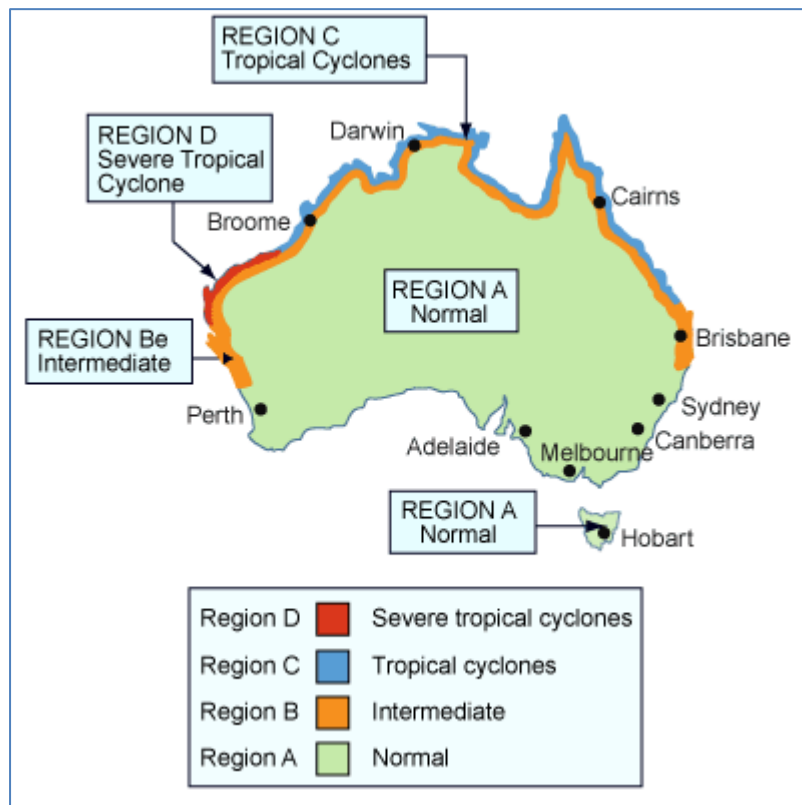 REGION C
Tropical Cyclones
Darwin
REGION D
Severe Tropical
Cyclone
Cairns
Broome
REGION A
Normal
REGION Be
Intermediate
Brisbane
Perth
Sydney
Adelaide
Canberra
Melbourne
REGION A
Normal
Hobart
Region D Severe tropical cyclones
Region C Tropical cyclones
Region B Intermediate
Region A Normal